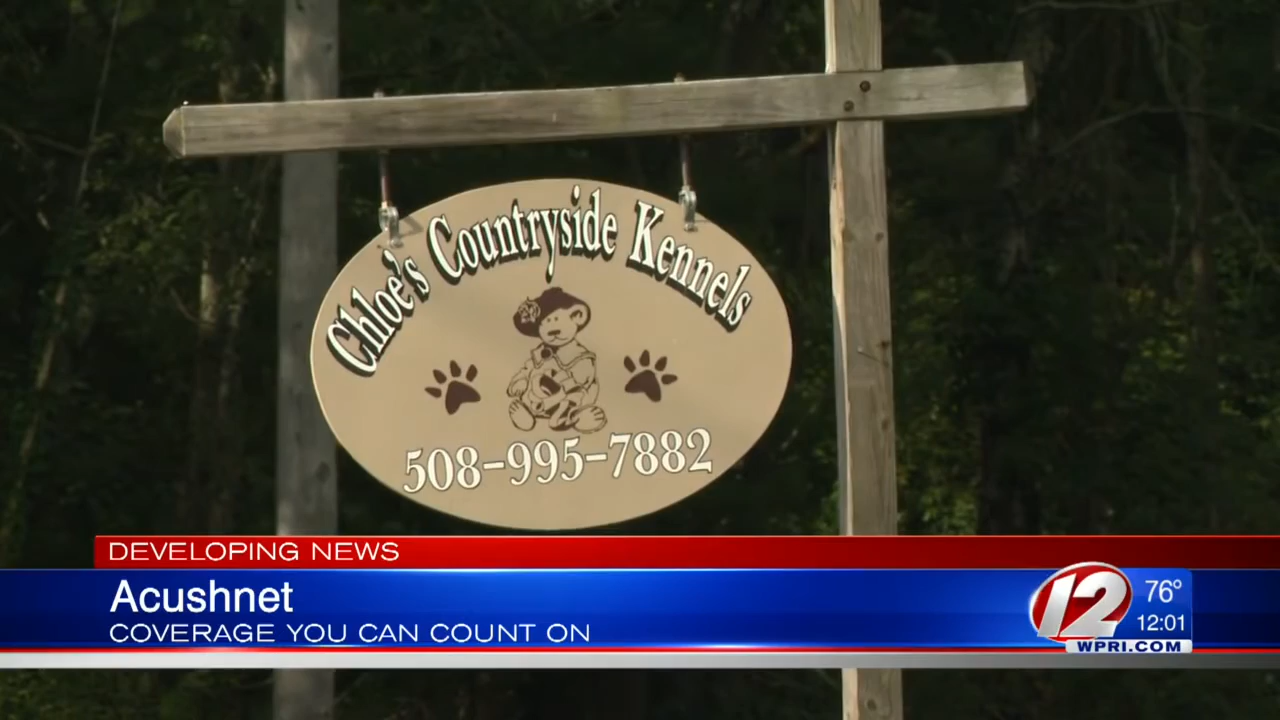 Chloe's Countryside Kennels
508-995-7882
DEVELOPING NEWS
Acushnet
COVERAGE YOU CAN COUNT ON
12
76°
12:01
WPRI.COM